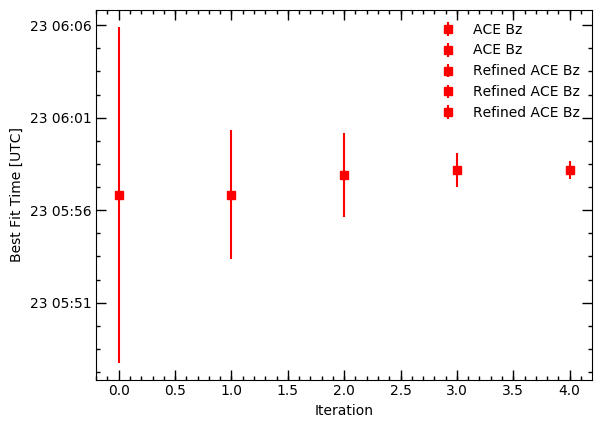 23 06:06
23 06:01
23 05:56
23 05:51
Best Fit Time [UTC]
ACE Bz
ACE Bz
Refined ACE Bz
Refined ACE Bz
Refined ACE Bz
0.0 0.5 1.0 1.5 2.0 2.5 3.0 3.5 4.0
Iteration